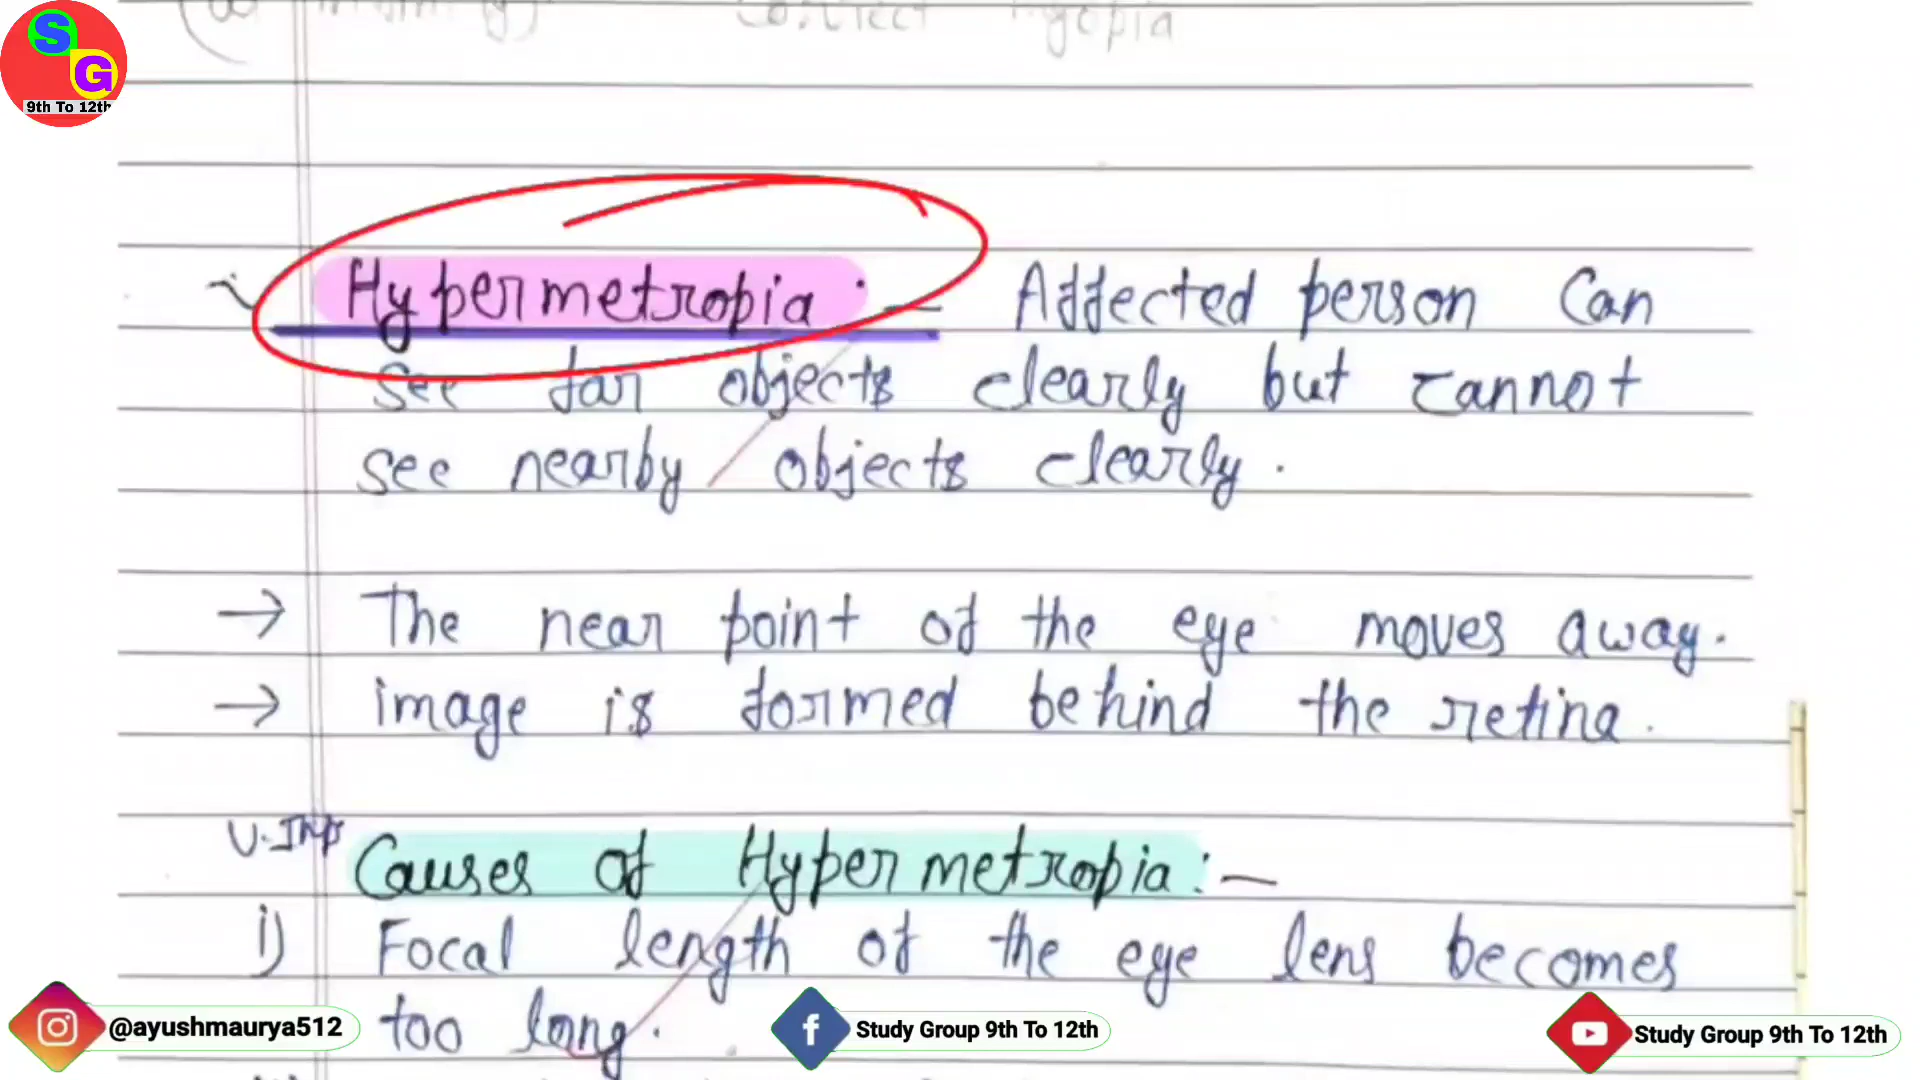 Correct Myopia
S
G
9th To 12th
Hypermetropia :— Affected person Can
See far objects clearly but cannot
see nearby objects clearly.
→ The near point of the eye moves away.
→ image is formed behind the retina.
V.Imp Causes of Hypermetropia :—
i) Focal length of the eye lens becomes
too long.
@ayushmaurya512
f
Study Group 9th To 12th
Study Group 9th To 12th